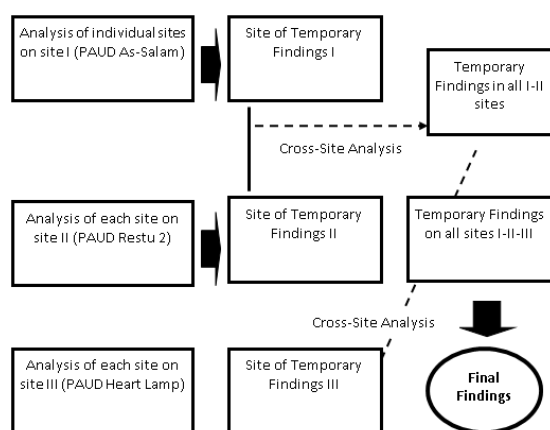 Analysis of individual sites
on site I (PAUD As-Salam)
Site of Temporary
Findings I
Temporary
Findings in all I-II
sites
Cross-Site Analysis
Analysis of each site on
site II (PAUD Restu 2)
Site of Temporary
Findings II
Temporary Findings
on all sites I-II-III
Cross-Site Analysis
Analysis of each site on
site III (PAUD Heart Lamp)
Site of Temporary
Findings III
Final
Findings